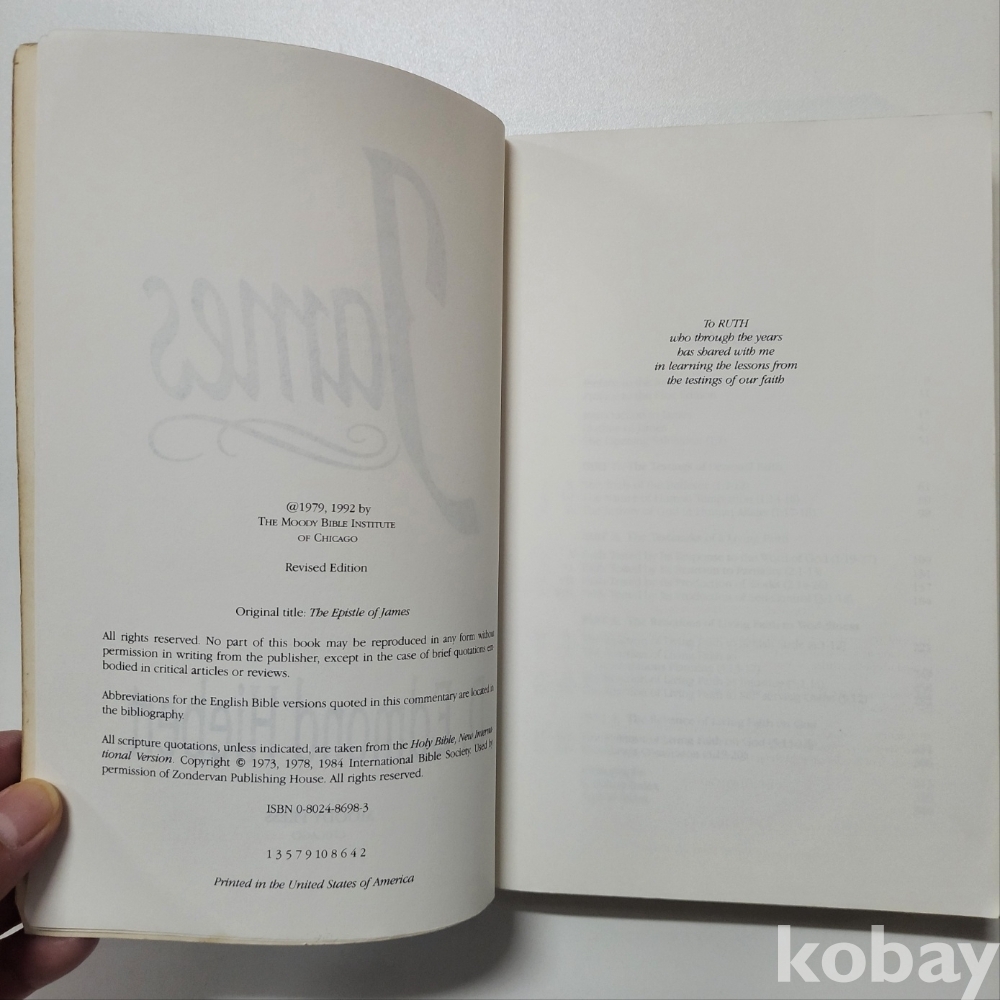 James
@1979, 1992 by
THE MOODY BIBLE INSTITUTE
OF CHICAGO
Revised Edition
Original title: The Epistle of James
All rights reserved. No part of this book may be reproduced in any form without
permission in writing from the publisher, except in the case of brief quotations em-
bodied in critical articles or reviews.
Abbreviations for the English Bible versions quoted in this commentary are located in
the bibliography.
All scripture quotations, unless indicated, are taken from the Holy Bible, New Interna-
tional Version. Copyright © 1973, 1978, 1984 International Bible Society. Used by
permission of Zondervan Publishing House. All rights reserved.
ISBN 0-8024-8698-3
1 3 5 7 9 10 8 6 4 2
Printed in the United States of America
To RUTH
who through the years
has shared with me
in learning the lessons from
the testings of our faith
kobay